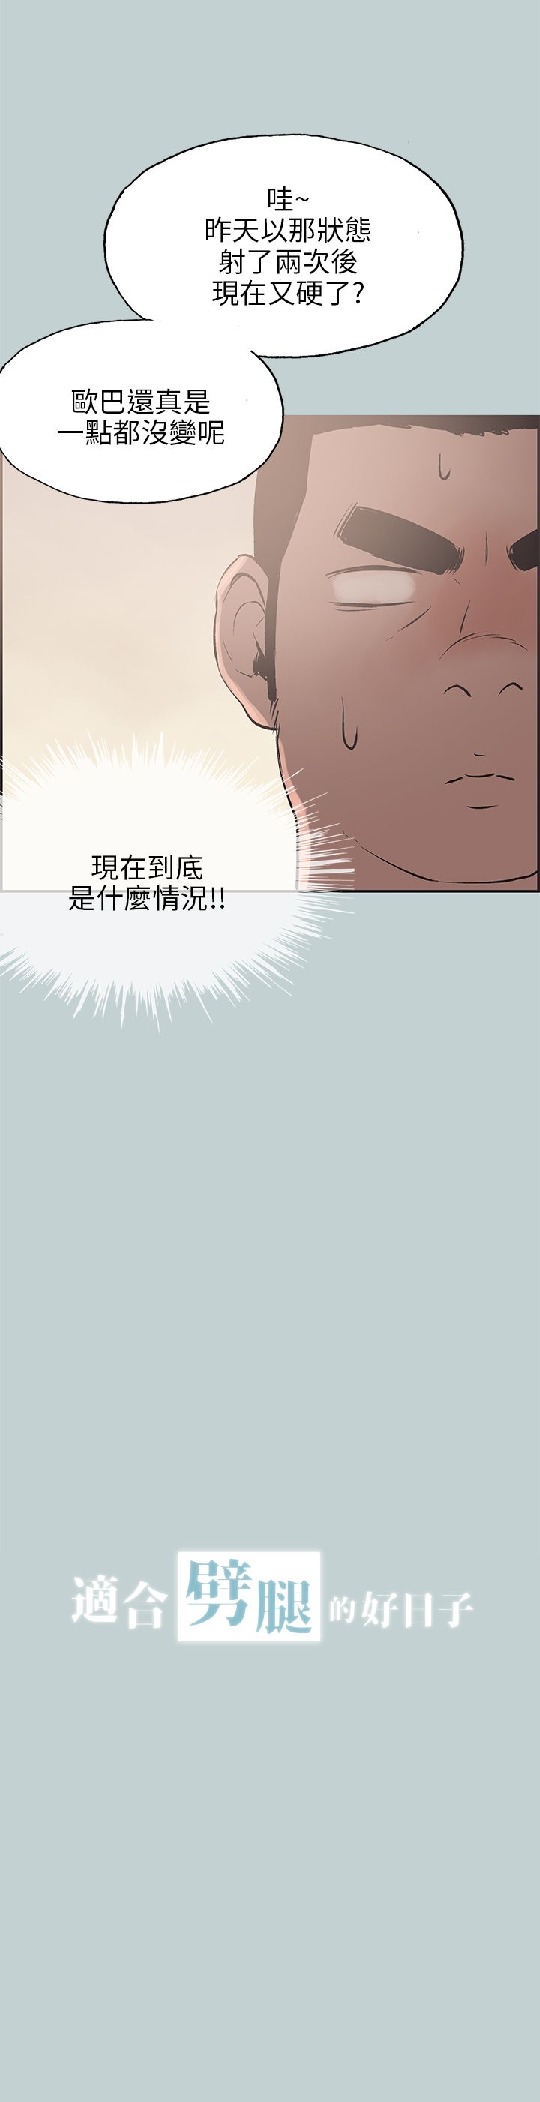 哇~
昨天以那狀態
射了兩次後
現在又硬了?
歐巴還真是
一點都沒變呢
現在到底
是什麼情況!!
適合劈腿的好日子